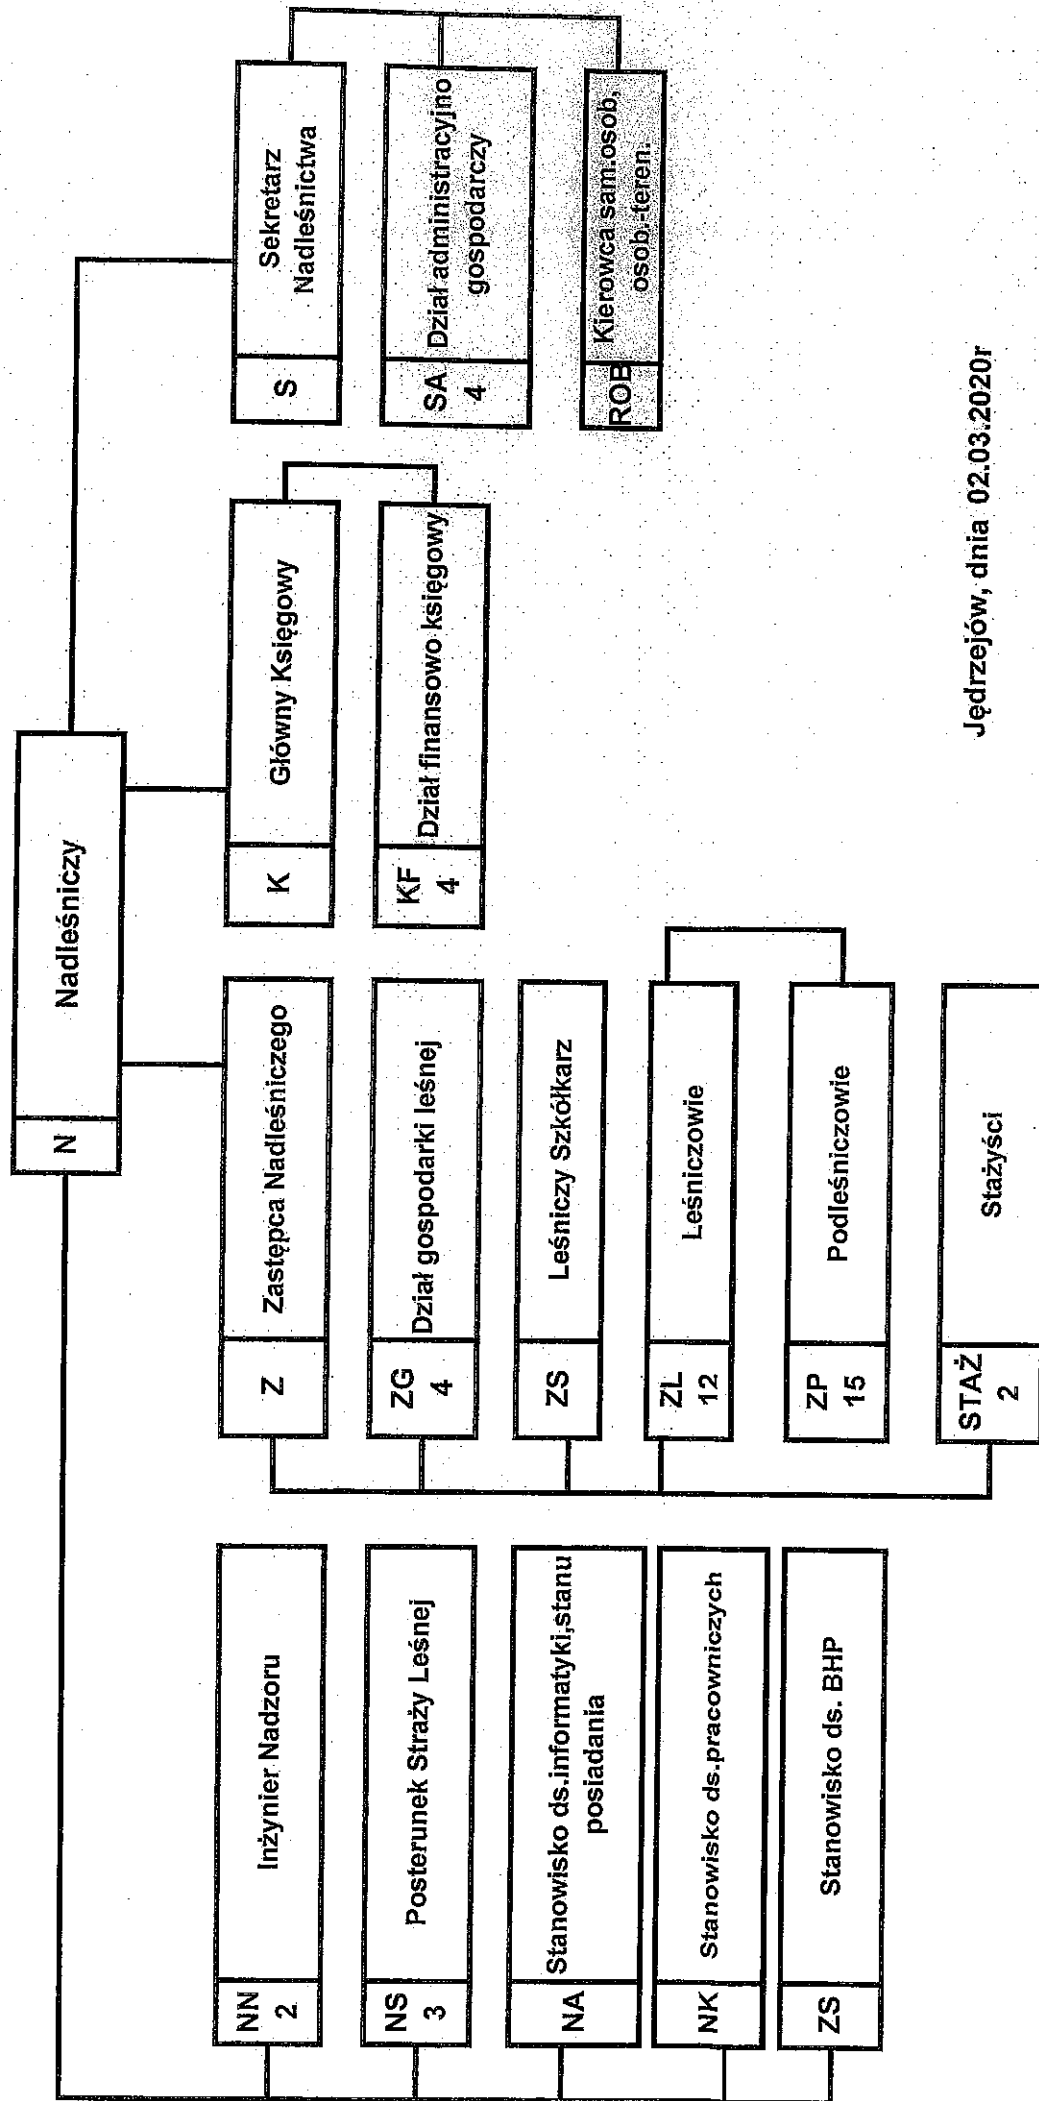 N
Nadleśniczy
NN
2
Inżynier Nadzoru
NS
3
Posterunek Straży Leśnej
NA
Stanowisko ds.informatyki,stanu
posiadania
NK
Stanowisko ds.pracowniczych
ZS
Stanowisko ds. BHP
Z
Zastępca Nadleśniczego
ZG
4
Dział gospodarki leśnej
ZS
Leśniczy Szkółkarz
ZL
12
Leśniczowie
ZP
15
Podleśniczowie
STAŻ
2
Stażyści
K
Główny Księgowy
KF
4
Dział finansowo księgowy
S
Sekretarz
Nadleśnictwa
SA
4
Dział administracyjno
gospodarczy
ROB
Kierowca sam.osob,
osob.-teren.
Jędrzejów, dnia 02.03.2020r